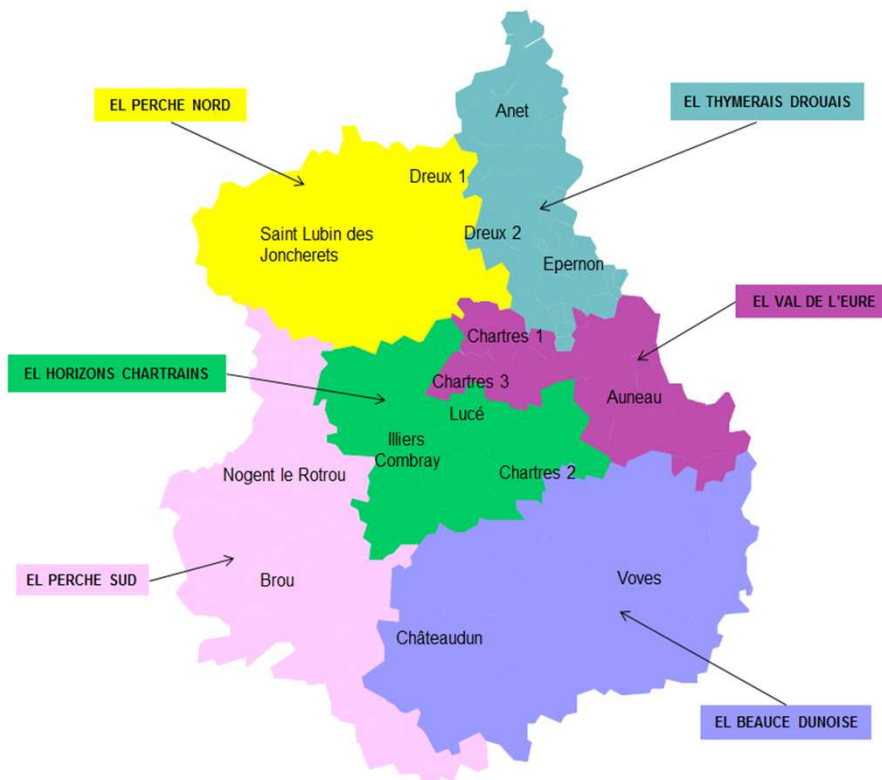 EL PERCHE NORD
EL THYMERAIS DROUAIS
Anet
Dreux 1
Saint Lubin des
Joncherets
Dreux 2
Epernon
EL VAL DE L'EURE
Chartres 1
EL HORIZONS CHARTRAINS
Chartres 3
Auneau
Lucé
Illiers
Combray
Nogent le Rotrou
Chartres 2
EL PERCHE SUD
Brou
Voves
Châteaudun
EL BEAUCE DUNOISE